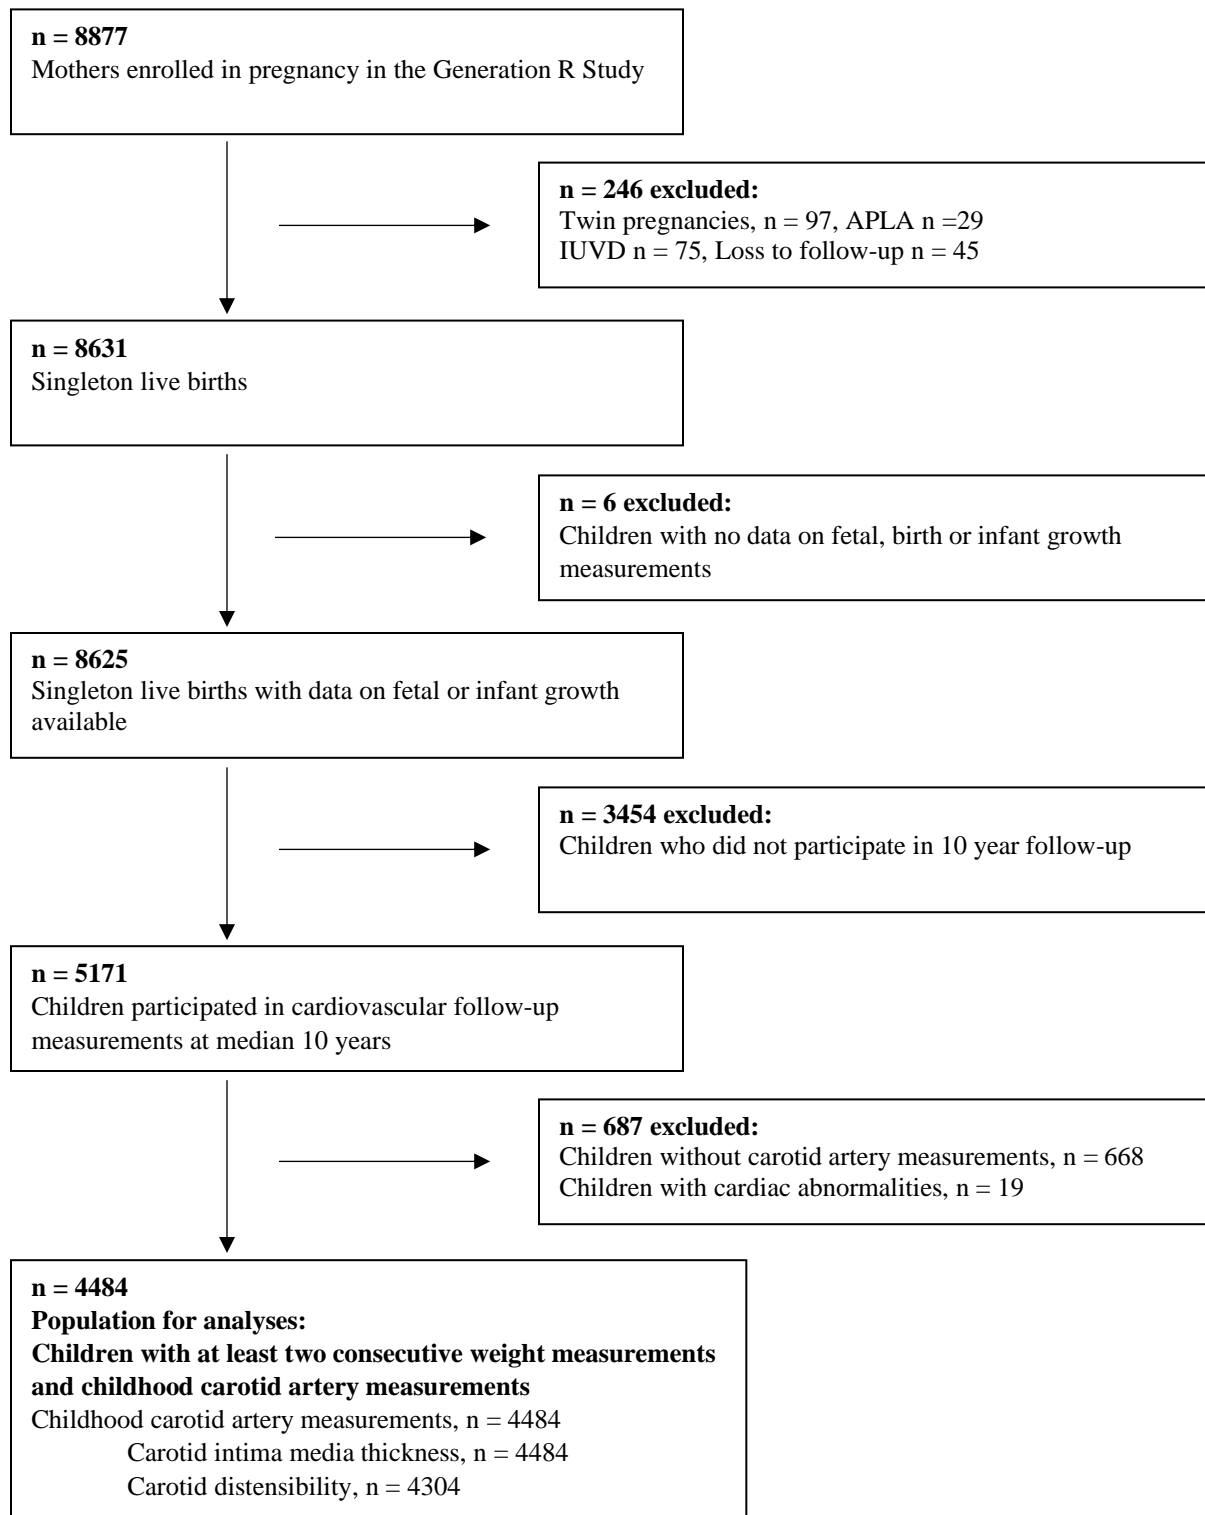 n = 8877
Mothers enrolled in pregnancy in the Generation R Study
n = 246 excluded:
Twin pregnancies, n = 97, APLA n =29
IUVD n = 75, Loss to follow-up n = 45
n = 8631
Singleton live births
n = 6 excluded:
Children with no data on fetal, birth or infant growth
measurements
n = 8625
Singleton live births with data on fetal or infant growth
available
n = 3454 excluded:
Children who did not participate in 10 year follow-up
n = 5171
Children participated in cardiovascular follow-up
measurements at median 10 years
n = 687 excluded:
Children without carotid artery measurements, n = 668
Children with cardiac abnormalities, n = 19
n = 4484
Population for analyses:
Children with at least two consecutive weight measurements
and childhood carotid artery measurements
Childhood carotid artery measurements, n = 4484
Carotid intima media thickness, n = 4484
Carotid distensibility, n = 4304